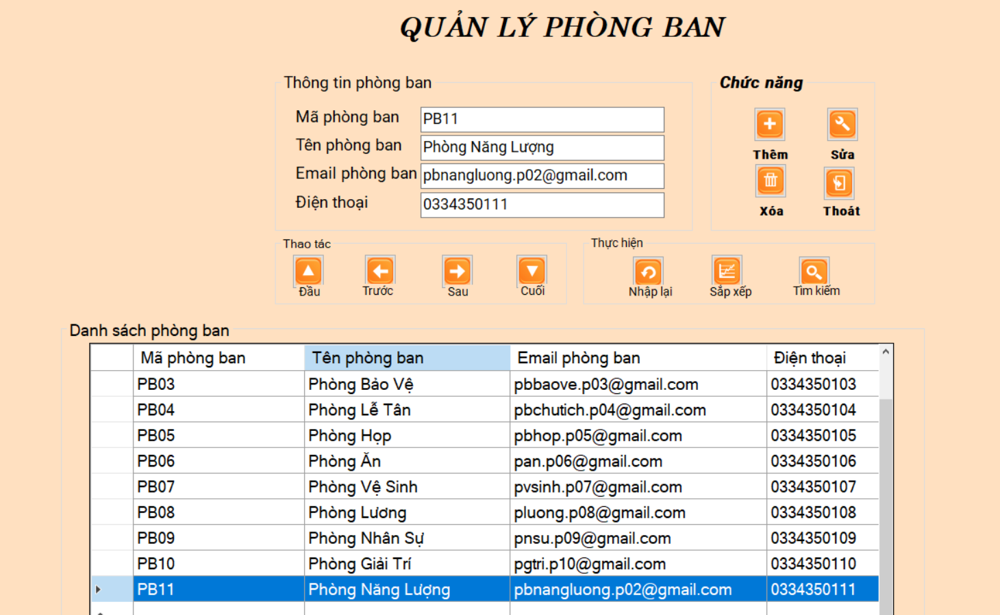 QUẢN LÝ PHÒNG BAN
Thông tin phòng ban
Mã phòng ban PB11
Tên phòng ban Phòng Năng Lượng
Email phòng ban pbnangluong.p02@gmail.com
Điện thoại 0334350111
Chức năng
Thêm Sửa
Xóa Thoát
Thao tác
Đầu Trước Sau Cuối
Thực hiện
Nhập lại Sắp xếp Tìm kiếm
Danh sách phòng ban
Mã phòng ban Tên phòng ban Email phòng ban Điện thoại
PB03 Phòng Bảo Vệ pbbaove.p03@gmail.com 0334350103
PB04 Phòng Lễ Tân pbchutich.p04@gmail.com 0334350104
PB05 Phòng Họp pbhop.p05@gmail.com 0334350105
PB06 Phòng Ăn pan.p06@gmail.com 0334350106
PB07 Phòng Vệ Sinh pvsinh.p07@gmail.com 0334350107
PB08 Phòng Lương pluong.p08@gmail.com 0334350108
PB09 Phòng Nhân Sự pnsu.p09@gmail.com 0334350109
PB10 Phòng Giải Trí pgtri.p10@gmail.com 0334350110
PB11 Phòng Năng Lượng pbnangluong.p02@gmail.com 0334350111